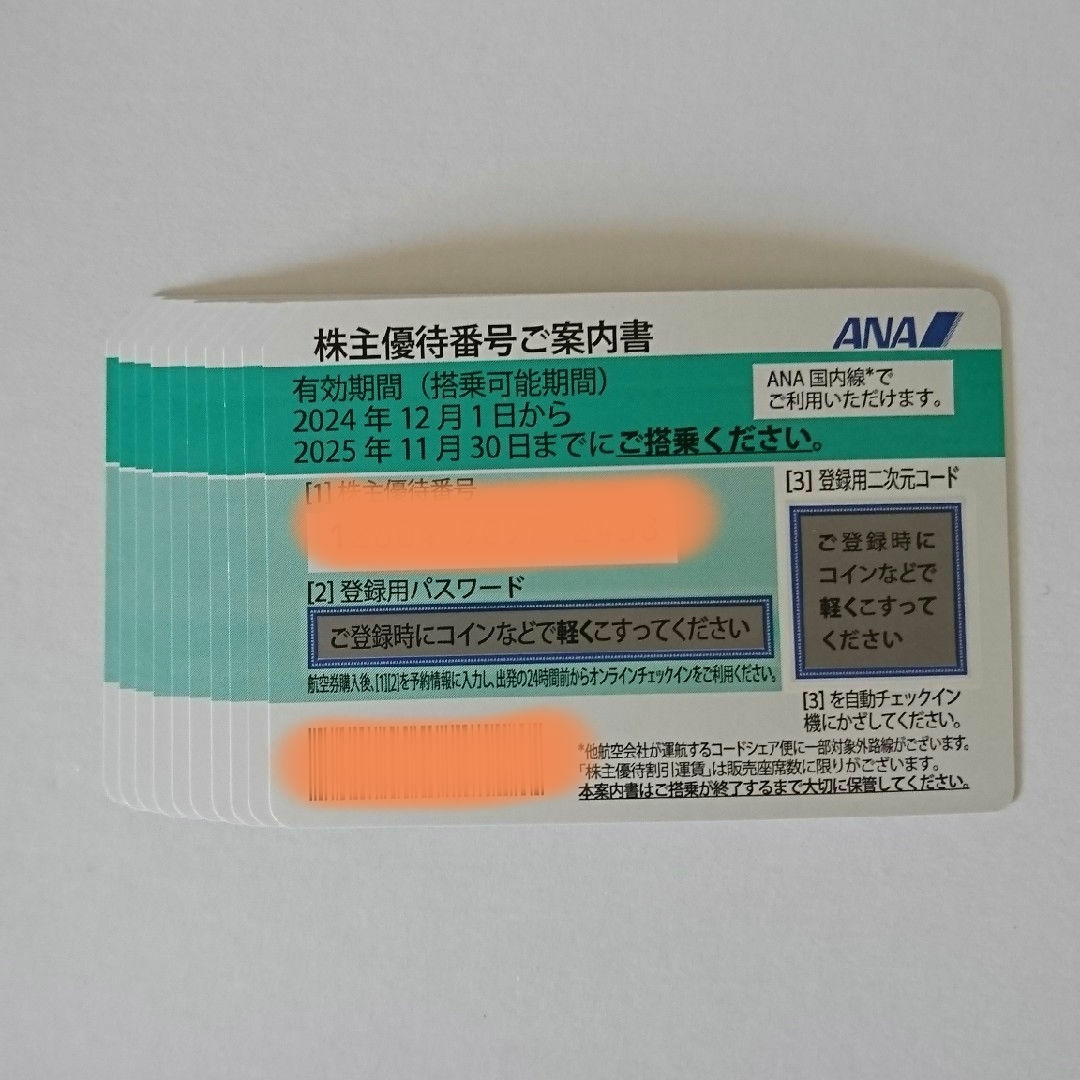 株主優待番号ご案内書
ANA
有効期間（搭乗可能期間）
2024年12月1日から
2025年11月30日までにご搭乗ください。
ANA国内線*で
ご利用いただけます。
[1] 株主優待番号
[2] 登録用パスワード
ご登録時にコインなどで軽くこすってください
航空券購入後、[1][2]を予約情報に入力し、出発の24時間前からオンラインチェックインをご利用ください。
[3] 登録用二次元コード
ご登録時に
コインなどで
軽くこすって
ください
[3] を自動チェックイン
機にかざしてください。
*他航空会社が運航するコードシェア便に一部対象外路線がございます。
「株主優待割引運賃」は販売座席数に限りがございます。
本案内書はご搭乗が終了するまで大切に保管してください。